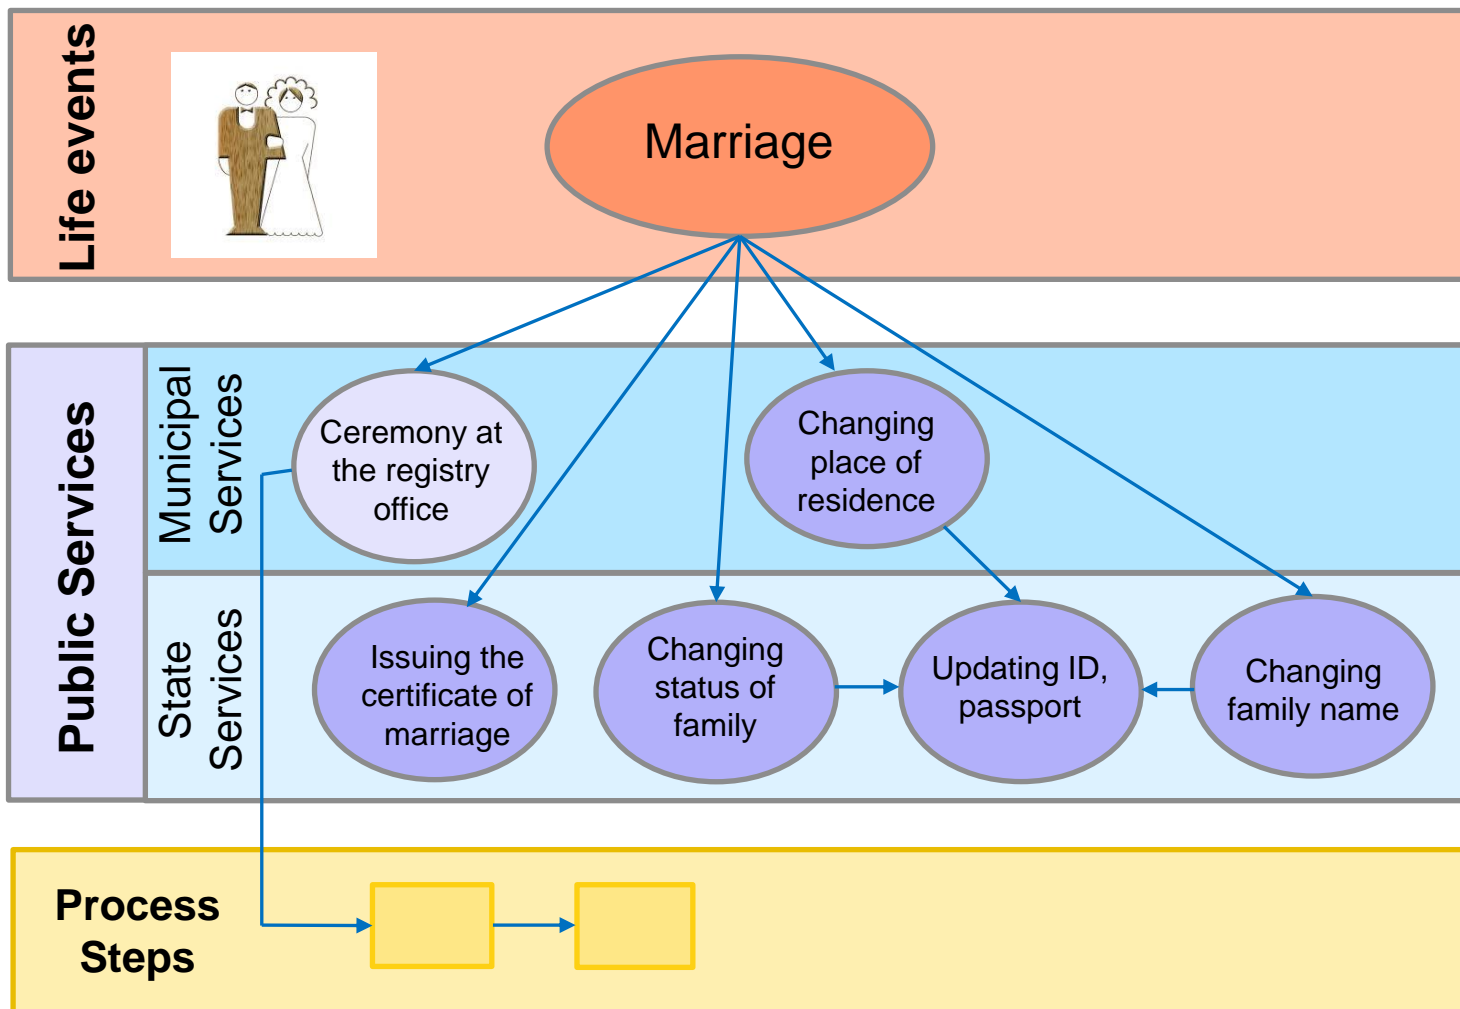 Life events
Marriage
Public Services
Municipal
Services
Ceremony at
the registry
office
Changing
place of
residence
State
Services
Issuing the
certificate of
marriage
Changing
status of
family
Updating ID,
passport
Changing
family name
Process
Steps